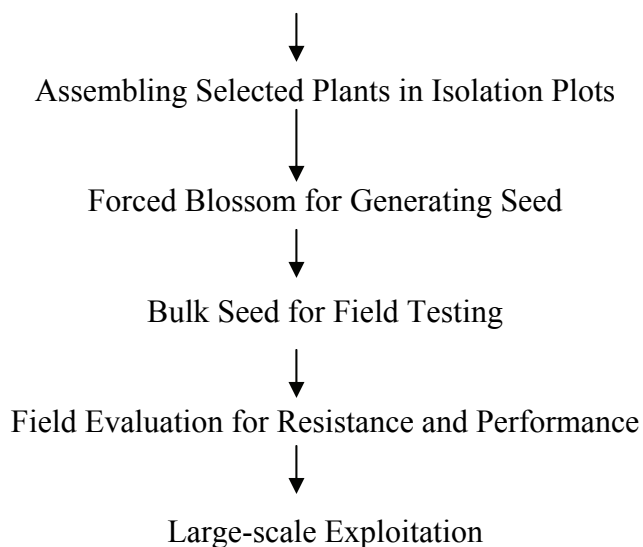 Assembling Selected Plants in Isolation Plots
Forced Blossom for Generating Seed
Bulk Seed for Field Testing
Field Evaluation for Resistance and Performance
Large-scale Exploitation